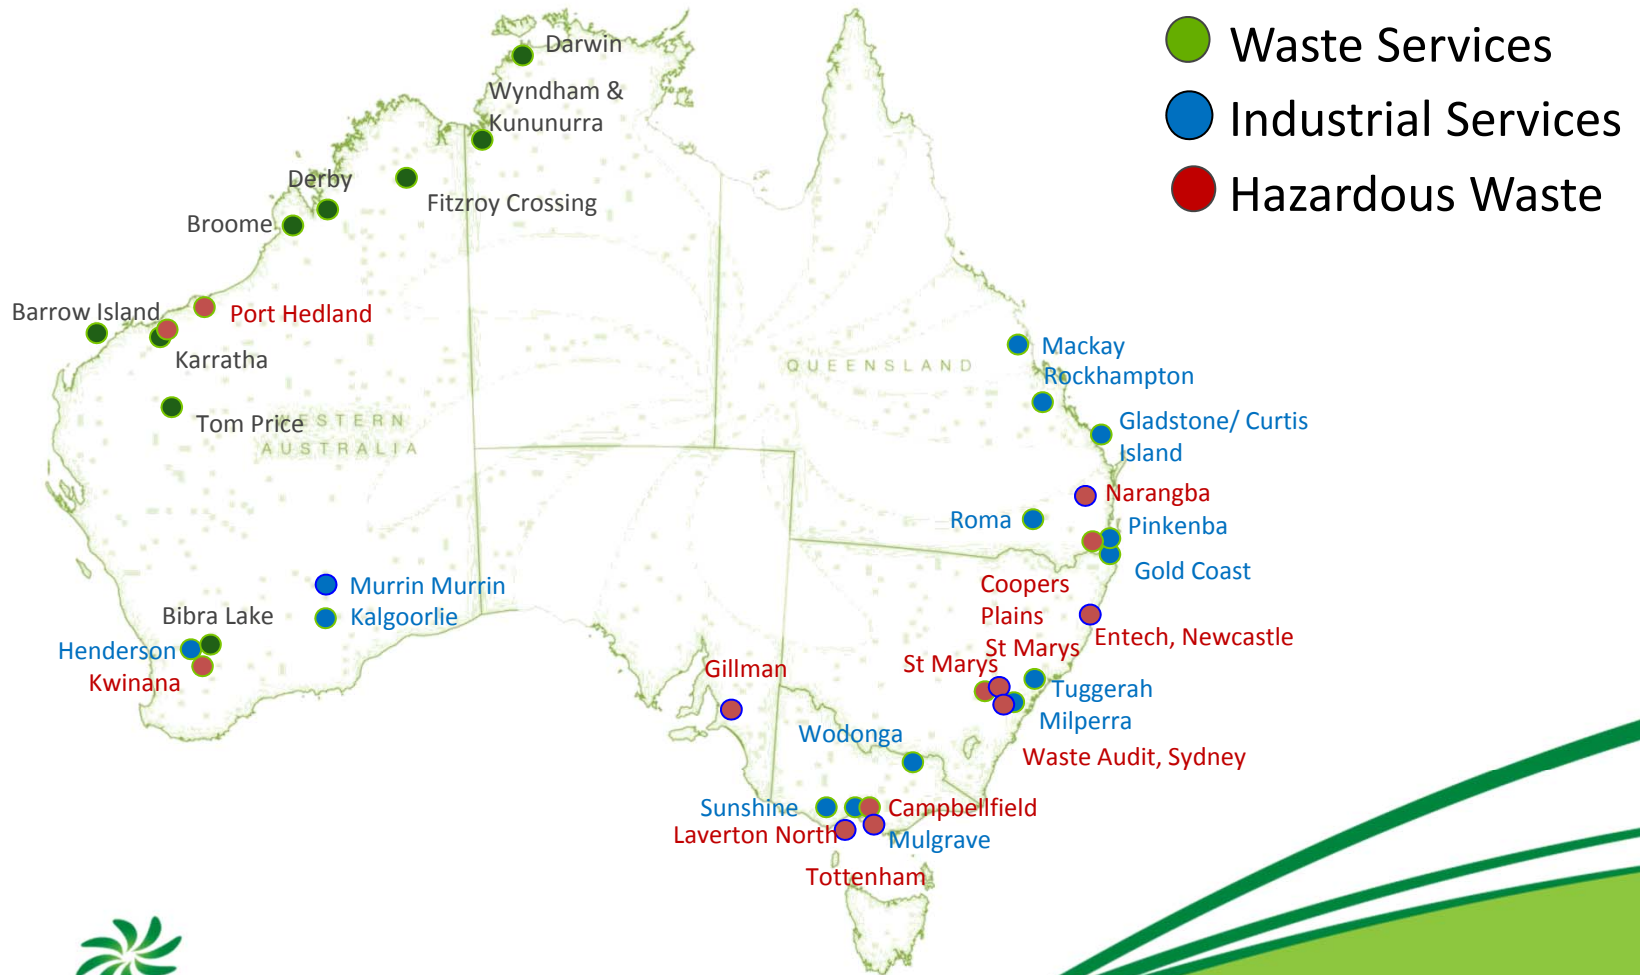 Waste Services
Industrial Services
Hazardous Waste
Darwin
Wyndham &
Kununurra
Derby
Fitzroy Crossing
Broome
Barrow Island
Port Hedland
Karratha
Tom Price
WESTERN
AUSTRALIA
QUEENSLAND
Mackay
Rockhampton
Gladstone/ Curtis
Island
Narangba
Roma
Pinkenba
Gold Coast
Coopers
Plains
Murrin Murrin
Kalgoorlie
Bibra Lake
Henderson
Kwinana
Entech, Newcastle
St Marys
St Marys
Gillman
Tuggerah
Milperra
Wodonga
Waste Audit, Sydney
Sunshine
Campbellfield
Laverton North
Mulgrave
Tottenham